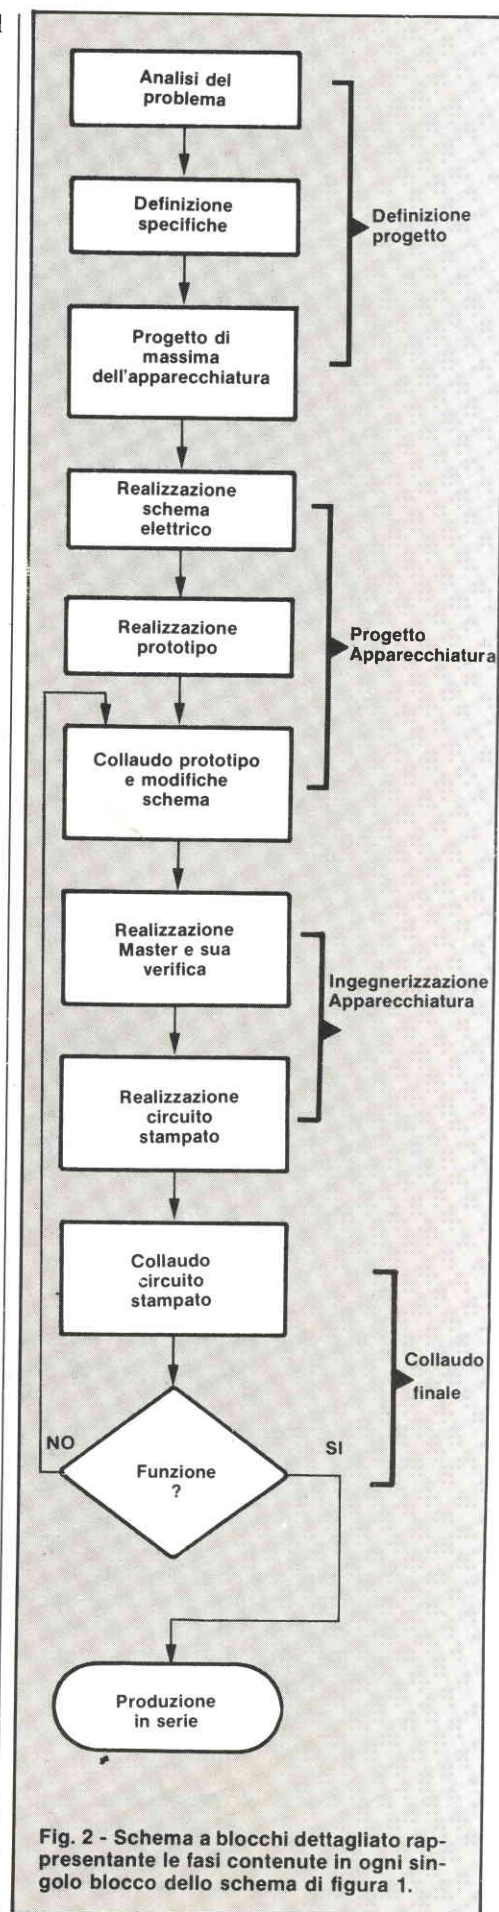 Analisi del
problema
Definizione
specifiche
Progetto di
massima
dell'apparecchiatura
Definizione
progetto
Realizzazione
schema
elettrico
Realizzazione
prototipo
Collaudo prototipo
e modifiche
schema
Progetto
Apparecchiatura
Realizzazione
Master e sua
verifica
Realizzazione
circuito
stampato
Ingegnerizzazione
Apparecchiatura
Collaudo
circuito
stampato
Collaudo
finale
NO
Funzione
?
SI
Produzione
in serie
Fig. 2 - Schema a blocchi dettagliato rap-
presentante le fasi contenute in ogni sin-
golo blocco dello schema di figura 1.